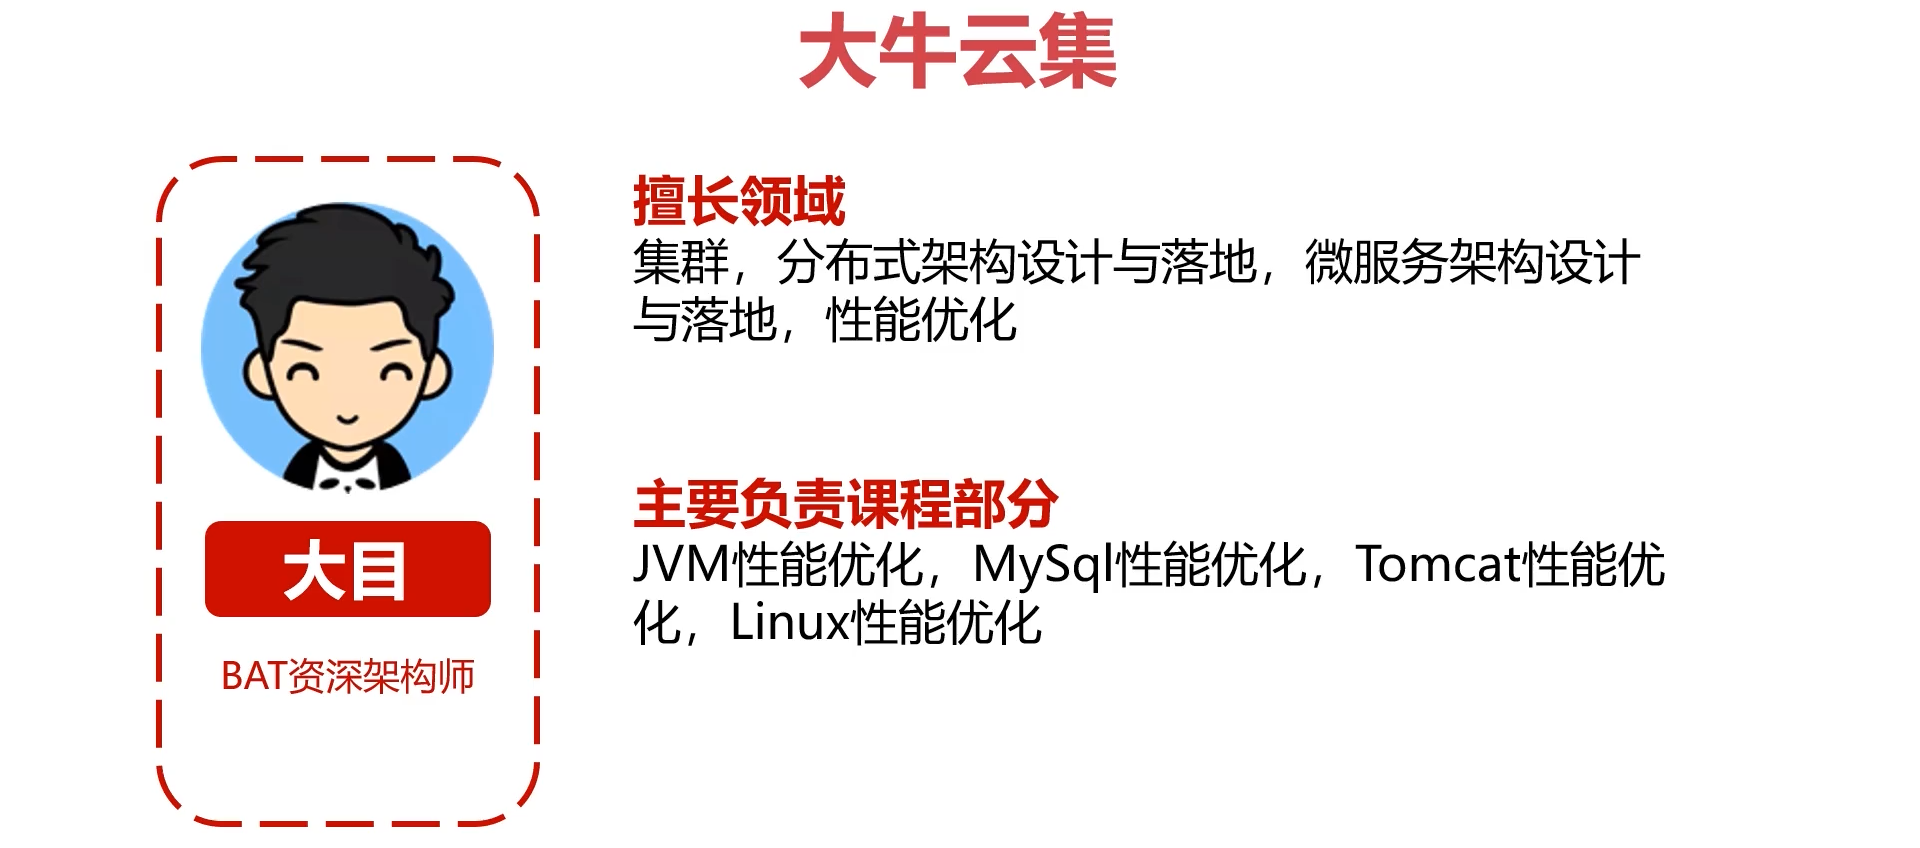 大牛云集
大目
BAT资深架构师
擅长领域
集群，分布式架构设计与落地，微服务架构设计
与落地，性能优化
主要负责课程部分
JVM性能优化，MySql性能优化，Tomcat性能优
化，Linux性能优化